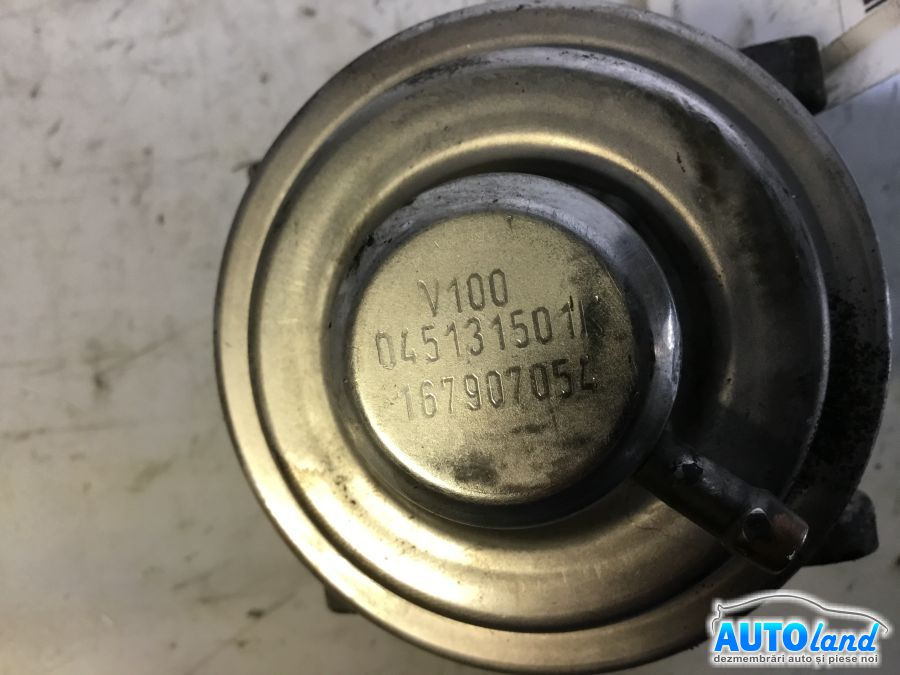 V100
045131501K
167907054
AUTOland
dezmembrări auto și piese noi